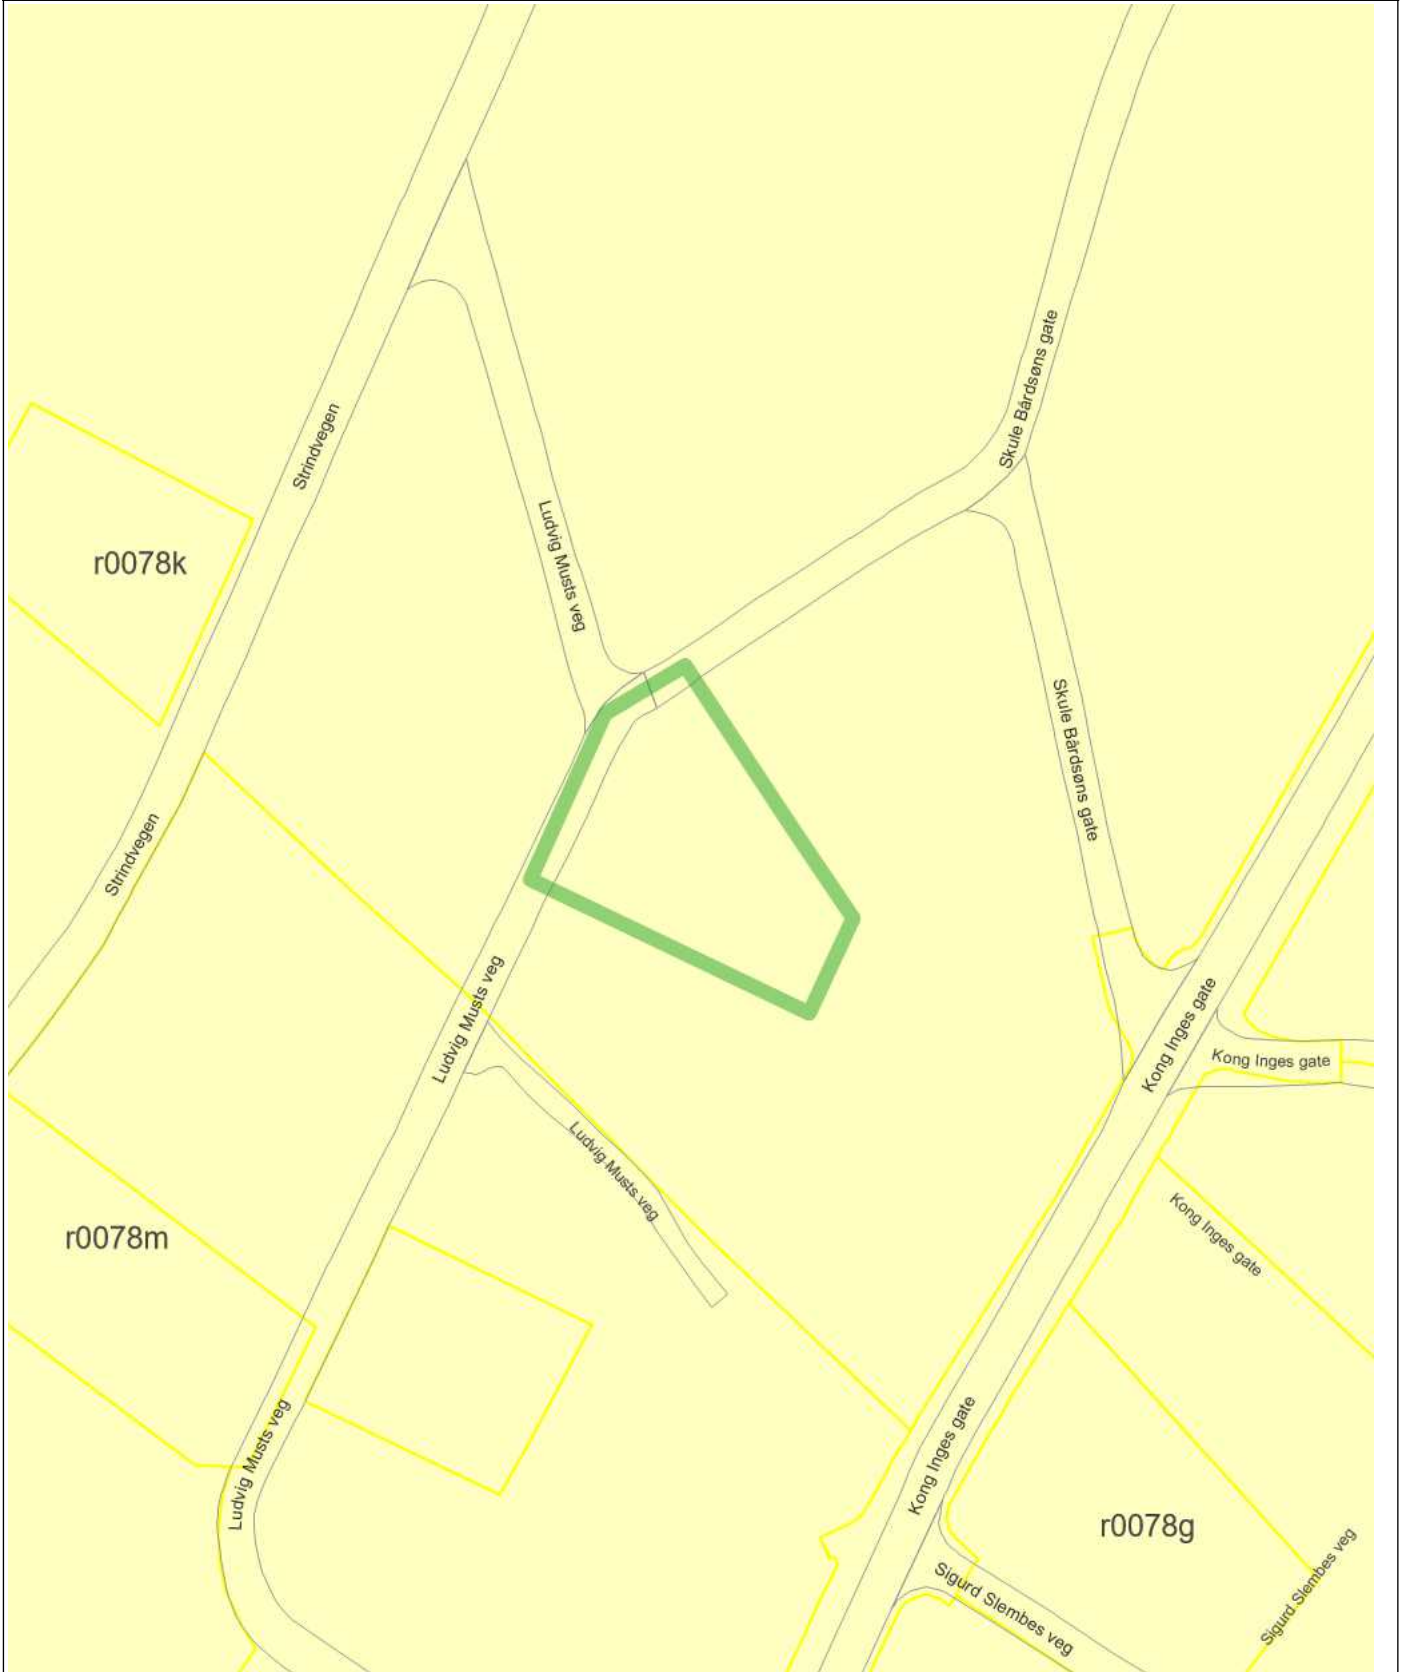 Skule Bårdsøns gate
Strindvegen
Ludvig Musts veg
r0078k
Skule Bårdsøns gate
Strindvegen
Ludvig Musts veg
Kong Inges gate
Kong Inges gate
Ludvig Musts veg
Kong Inges gate
r0078m
Ludvig Musts veg
Kong Inges gate
r0078g
Sigurd Slembes veg
Sigurd Slembes veg